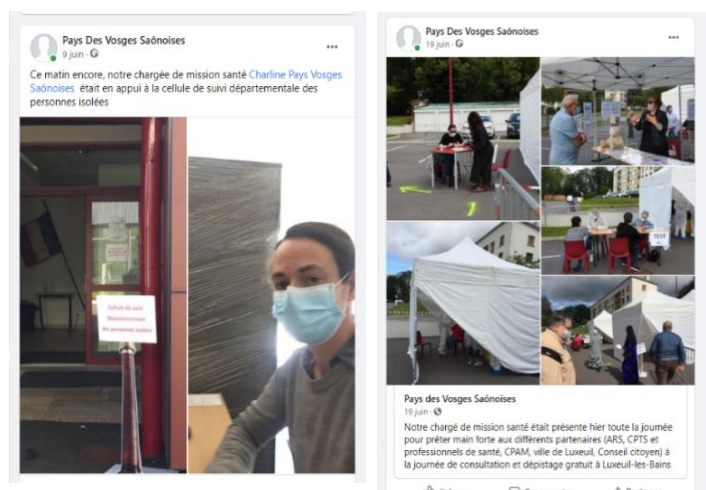 Pays Des Vosges Saônoises
9 juin
Ce matin encore, notre chargée de mission santé Charline Pays Vosges
Saônoises était en appui à la cellule de suivi départementale des
personnes isolées
Cellule de suivi
Départementale
des personnes isolées
Pays Des Vosges Saônoises
19 juin
Pays des Vosges Saônoises
19 juin
Notre chargé de mission santé était présente hier toute la journée
pour prêter main forte aux différents partenaires (ARS, CPTS et
professionnels de santé, CPAM, ville de Luxeuil, Conseil citoyen) à
la journée de consultation et dépistage gratuit à Luxeuil-les-Bains